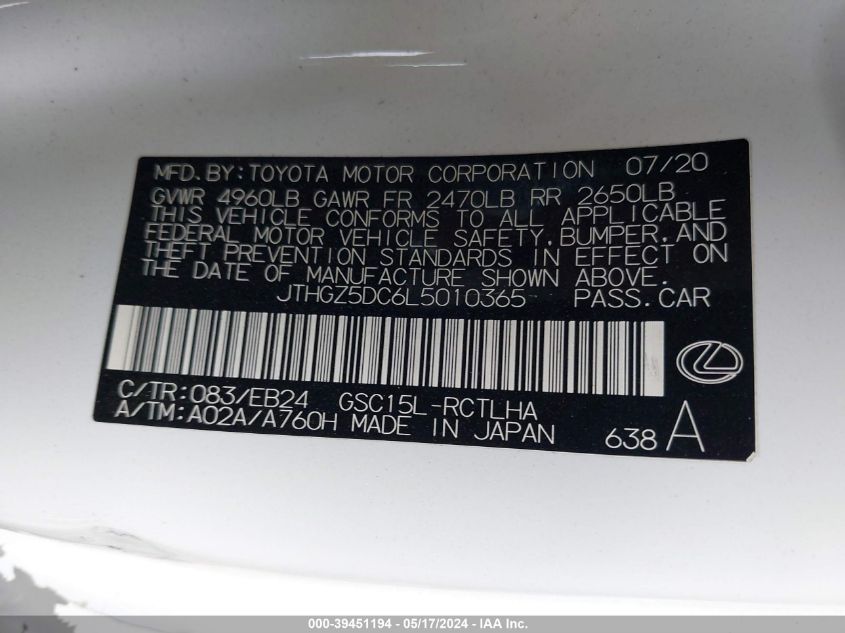 MFD. BY: TOYOTA MOTOR CORPORATION 07/20
GVWR 4960LB GAWR FR 2470LB RR 2650LB
THIS VEHICLE CONFORMS TO ALL APPLICABLE
FEDERAL MOTOR VEHICLE SAFETY, BUMPER, AND
THEFT PREVENTION STANDARDS IN EFFECT ON
THE DATE OF MANUFACTURE SHOWN ABOVE.
JTHGZ5DC6L5010365 PASS. CAR
C/TR: 083/EB24 GSC15L-RCTLHA
A/TM: A02A/A760H MADE IN JAPAN 638 A
000-39451194 - 05/17/2024 - IAA Inc.